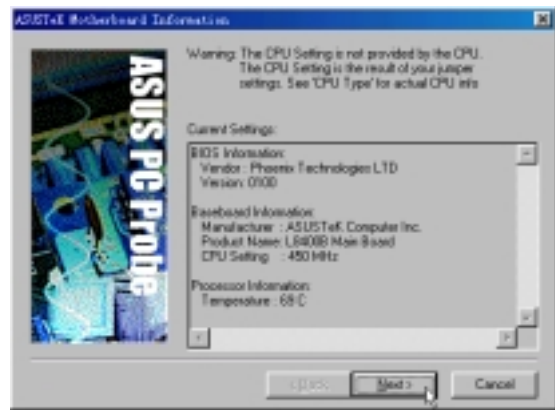 ASUSTeK Motherboard Information
ASUS PC Probe
Warning: The CPU Setting is not provided by the CPU.
The CPU Setting is the result of your jumper
settings. See 'CPU Type' for actual CPU info
Current Settings:
BIOS Information:
Vendor : Phoenix Technologies LTD
Version: 0100
Baseboard Information:
Manufacturer : ASUSTeK Computer Inc.
Product Name: L8400B Main Board
CPU Setting : 450 MHz
Processor Information:
Temperature : 69 C
< Back
Next >
Cancel